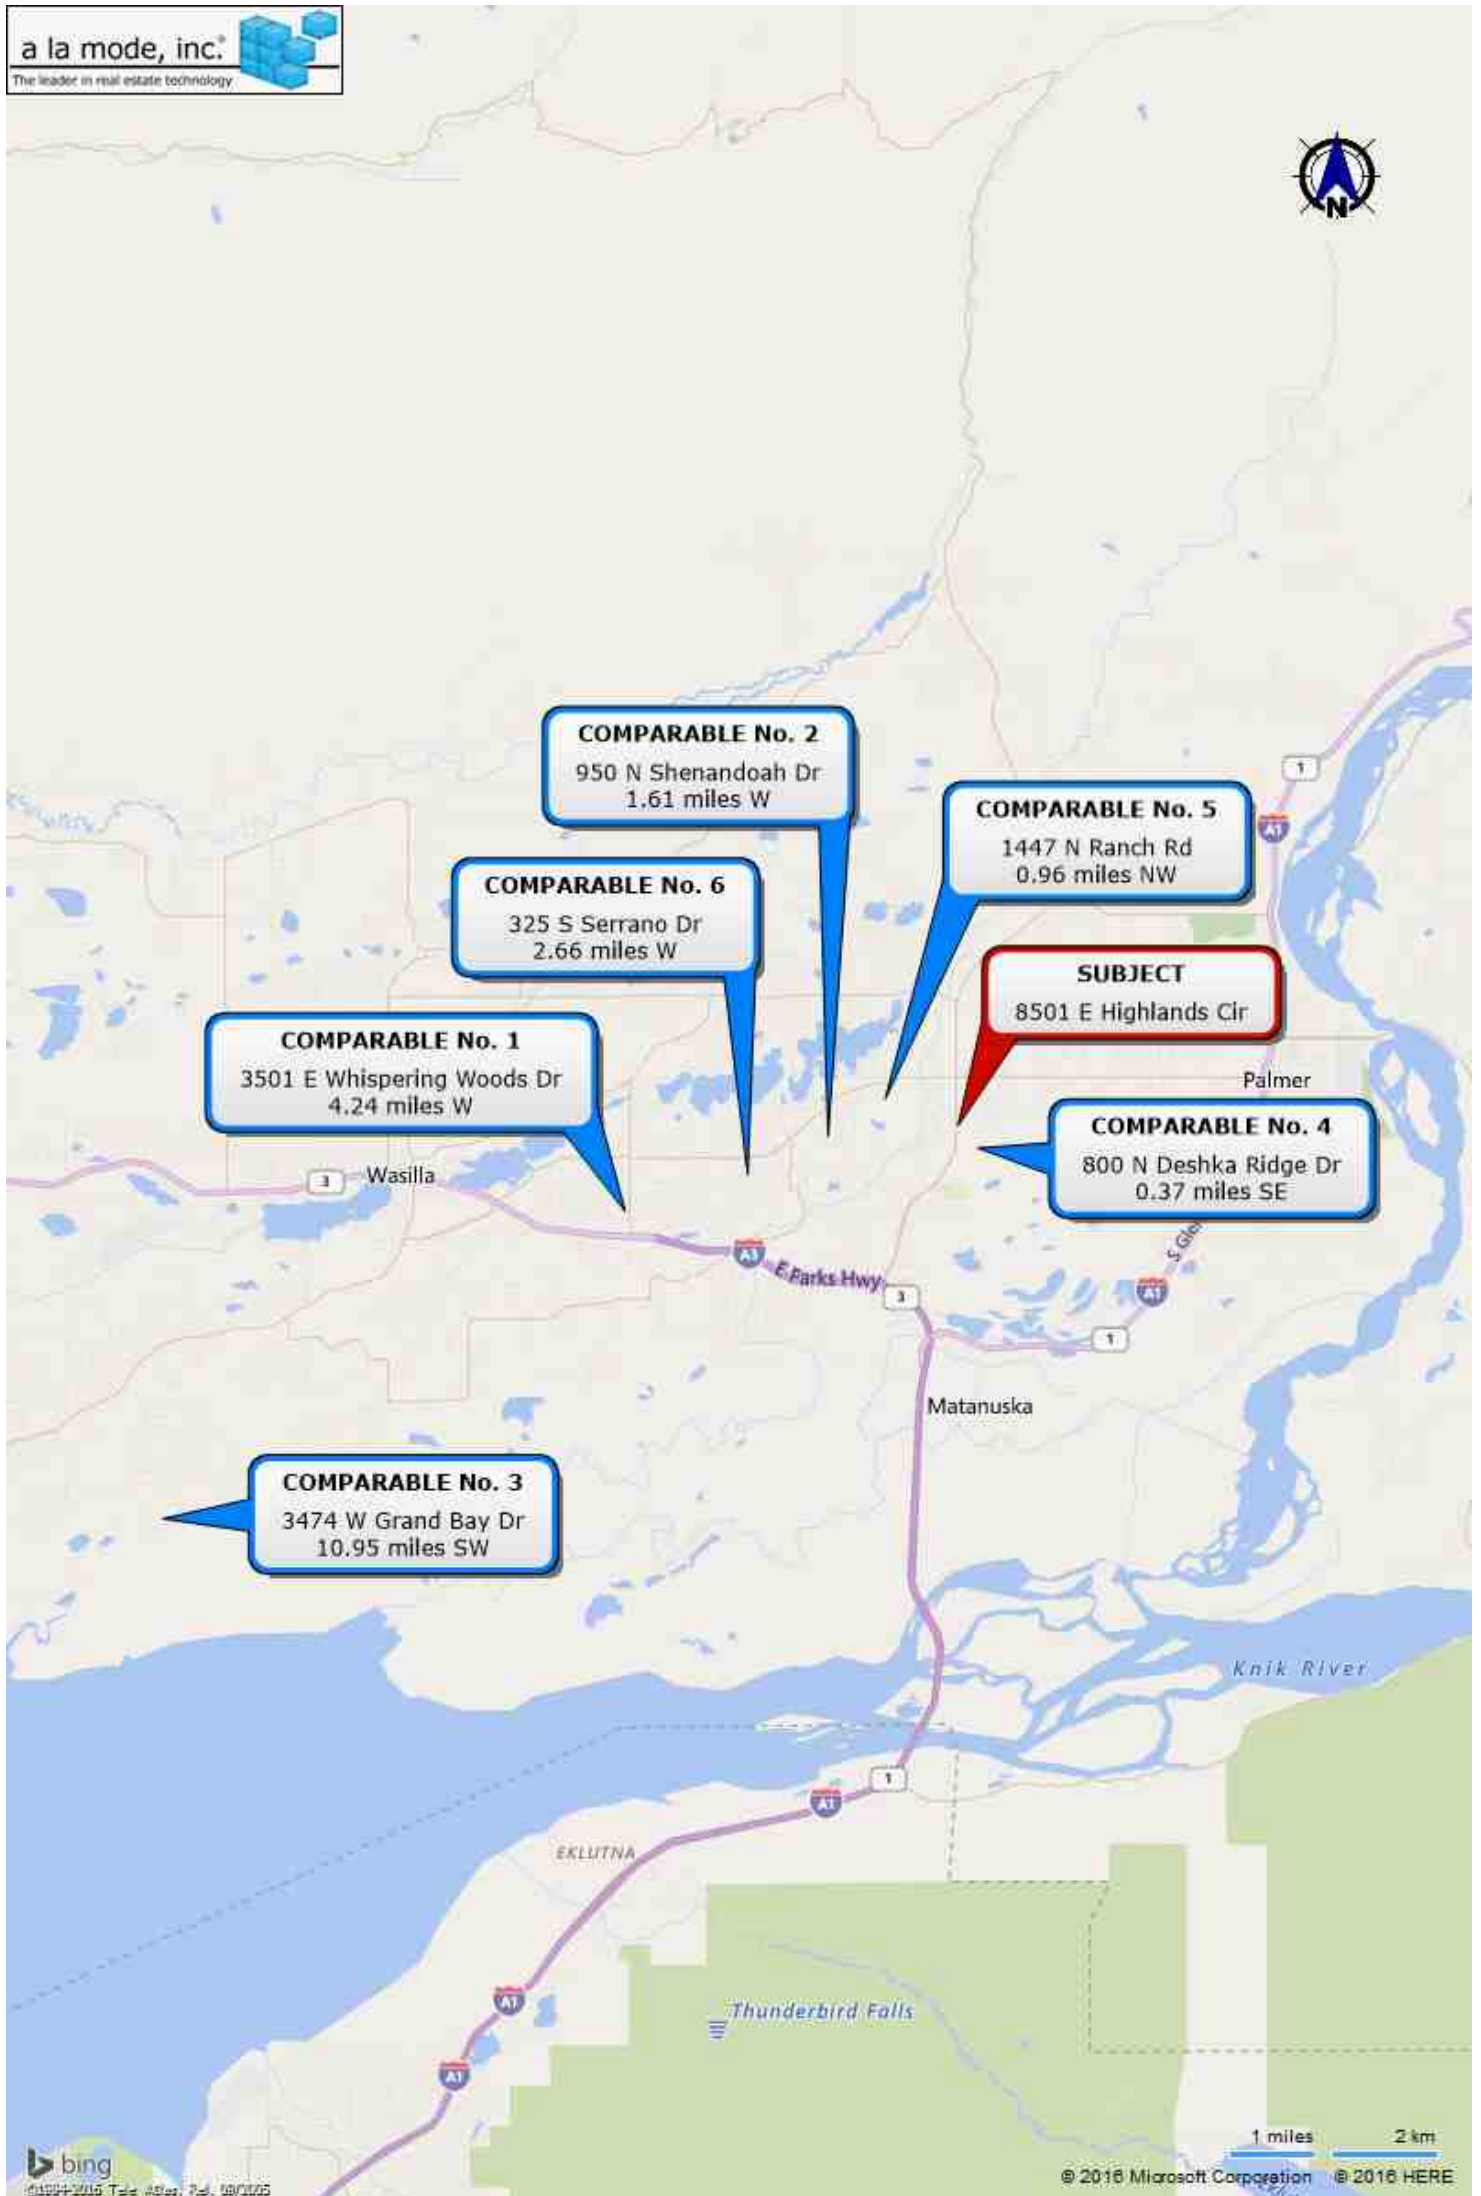 a la mode, inc.®
The leader in real estate technology
N
COMPARABLE No. 2
950 N Shenandoah Dr
1.61 miles W
1
COMPARABLE No. 5
1447 N Ranch Rd
0.96 miles NW
A1
COMPARABLE No. 6
325 S Serrano Dr
2.66 miles W
SUBJECT
8501 E Highlands Cir
COMPARABLE No. 1
3501 E Whispering Woods Dr
4.24 miles W
Palmer
COMPARABLE No. 4
800 N Deshka Ridge Dr
0.37 miles SE
3
Wasilla
S Gle
A3
E Parks Hwy
3
A1
1
Matanuska
COMPARABLE No. 3
3474 W Grand Bay Dr
10.95 miles SW
Knik River
1
A1
EKLUTNA
A1
Thunderbird Falls
A1
1 miles
2 km
bing
© 2016 Microsoft Corporation © 2016 HERE